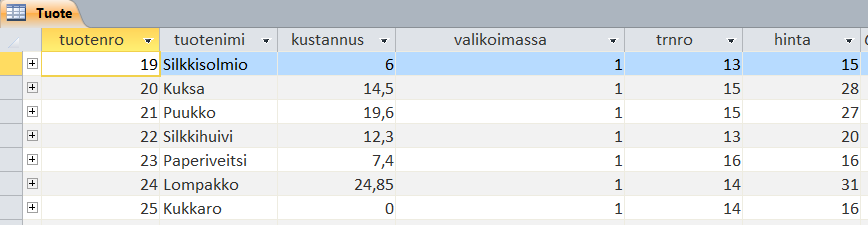 Tuote
tuotenro tuotenimi kustannus valikoimassa trnro hinta
19 Silkkisolmio 6 1 13 15
20 Kuksa 14,5 1 15 28
21 Puukko 19,6 1 15 27
22 Silkkihuivi 12,3 1 13 20
23 Paperiveitsi 7,4 1 16 16
24 Lompakko 24,85 1 14 31
25 Kukkaro 0 1 14 16